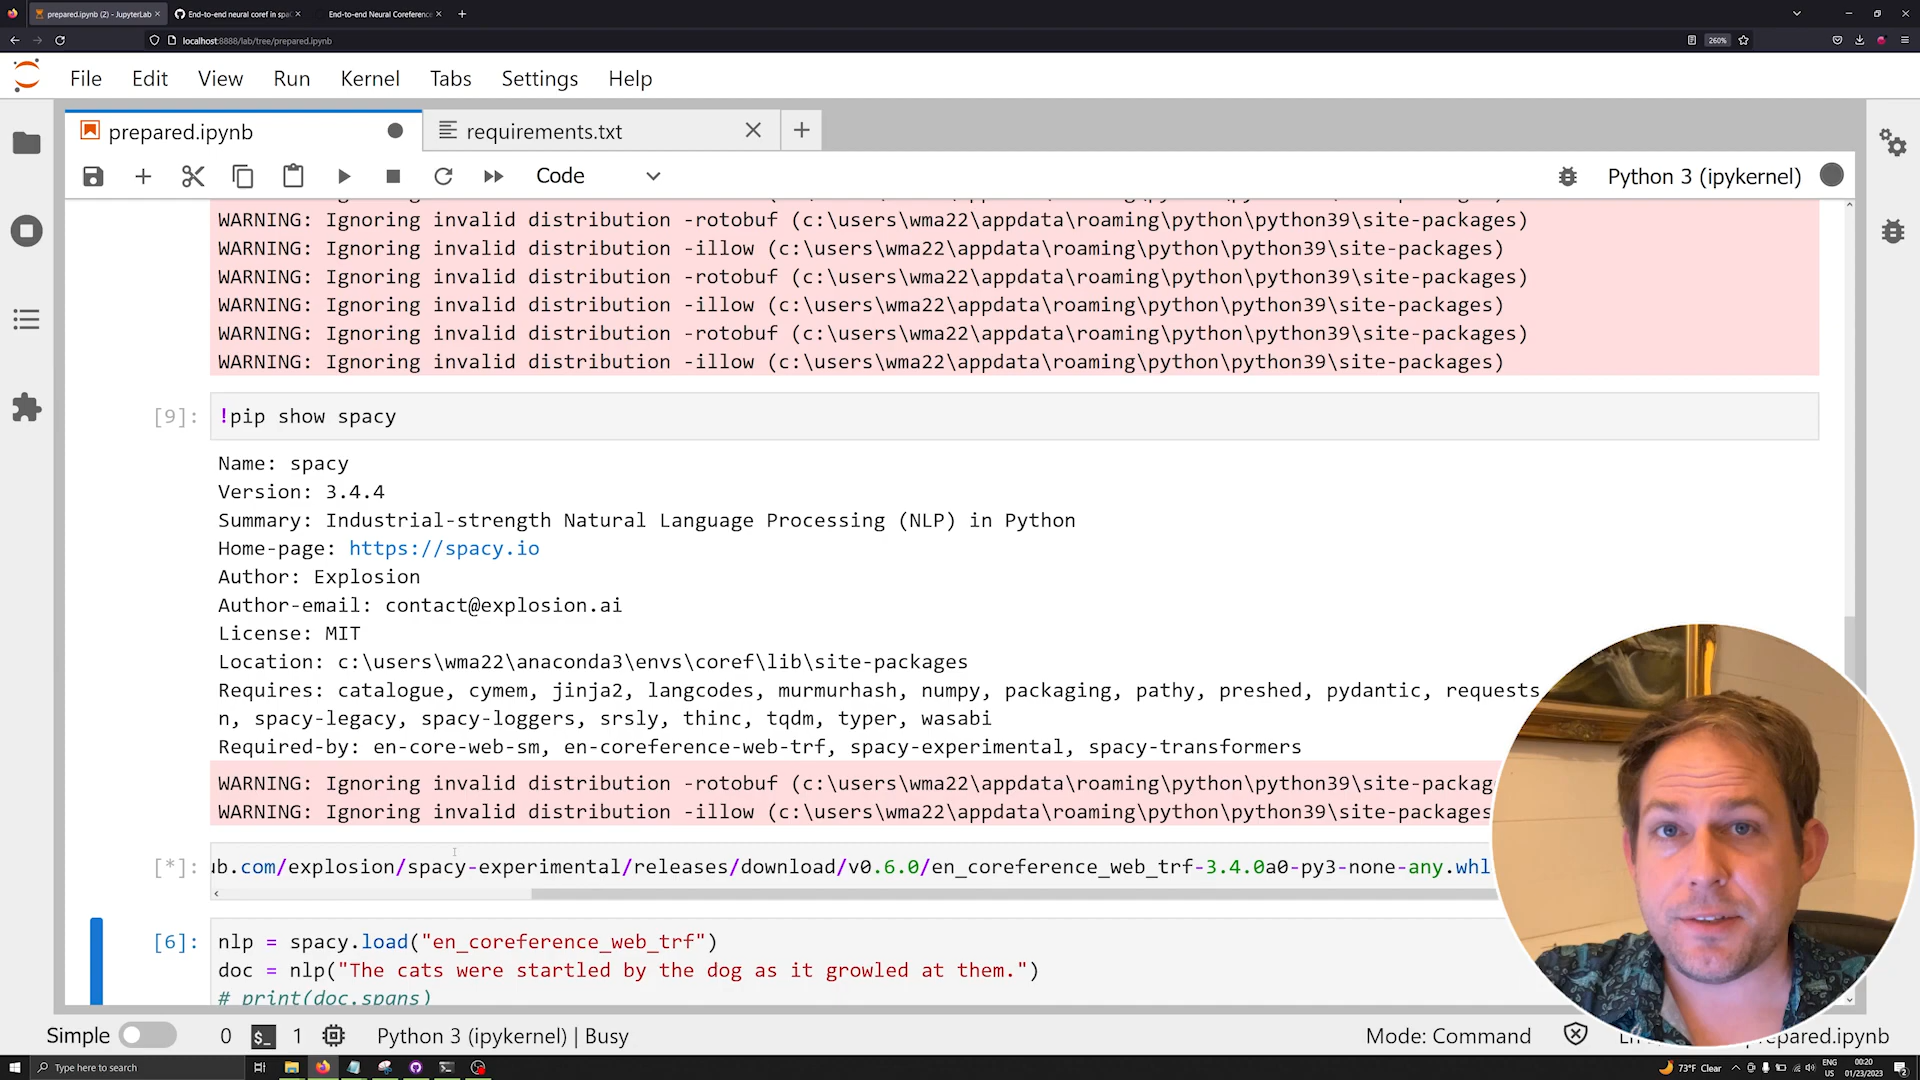 prepared.ipynb (2) - JupyterLab
End-to-end neural coref in spaC
End-to-end Neural Coreference
localhost:8888/lab/tree/prepared.ipynb
260%
File Edit View Run Kernel Tabs Settings Help
prepared.ipynb
requirements.txt
Code
Python 3 (ipykernel)
WARNING: Ignoring invalid distribution -rotobuf (c:\users\wma22\appdata\roaming\python\python39\site-packages)
WARNING: Ignoring invalid distribution -illow (c:\users\wma22\appdata\roaming\python\python39\site-packages)
WARNING: Ignoring invalid distribution -rotobuf (c:\users\wma22\appdata\roaming\python\python39\site-packages)
WARNING: Ignoring invalid distribution -illow (c:\users\wma22\appdata\roaming\python\python39\site-packages)
WARNING: Ignoring invalid distribution -rotobuf (c:\users\wma22\appdata\roaming\python\python39\site-packages)
WARNING: Ignoring invalid distribution -illow (c:\users\wma22\appdata\roaming\python\python39\site-packages)
[9]: !pip show spacy
Name: spacy
Version: 3.4.4
Summary: Industrial-strength Natural Language Processing (NLP) in Python
Home-page: https://spacy.io
Author: Explosion
Author-email: contact@explosion.ai
License: MIT
Location: c:\users\wma22\anaconda3\envs\coref\lib\site-packages
Requires: catalogue, cymem, jinja2, langcodes, murmurhash, numpy, packaging, pathy, preshed, pydantic, requests
n, spacy-legacy, spacy-loggers, srsly, thinc, tqdm, typer, wasabi
Required-by: en-core-web-sm, en-coreference-web-trf, spacy-experimental, spacy-transformers
WARNING: Ignoring invalid distribution -rotobuf (c:\users\wma22\appdata\roaming\python\python39\site-packag
WARNING: Ignoring invalid distribution -illow (c:\users\wma22\appdata\roaming\python\python39\site-packages
[*]: ub.com/explosion/spacy-experimental/releases/download/v0.6.0/en_coreference_web_trf-3.4.0a0-py3-none-any.whl
[6]: nlp = spacy.load("en_coreference_web_trf")
doc = nlp("The cats were startled by the dog as it growled at them.")
# print(doc.spans)
Simple 0 $_ 1 Python 3 (ipykernel) | Busy Mode: Command prepared.ipynb
Type here to search
73°F Clear
ENG
US
00:20
01/23/2023
2